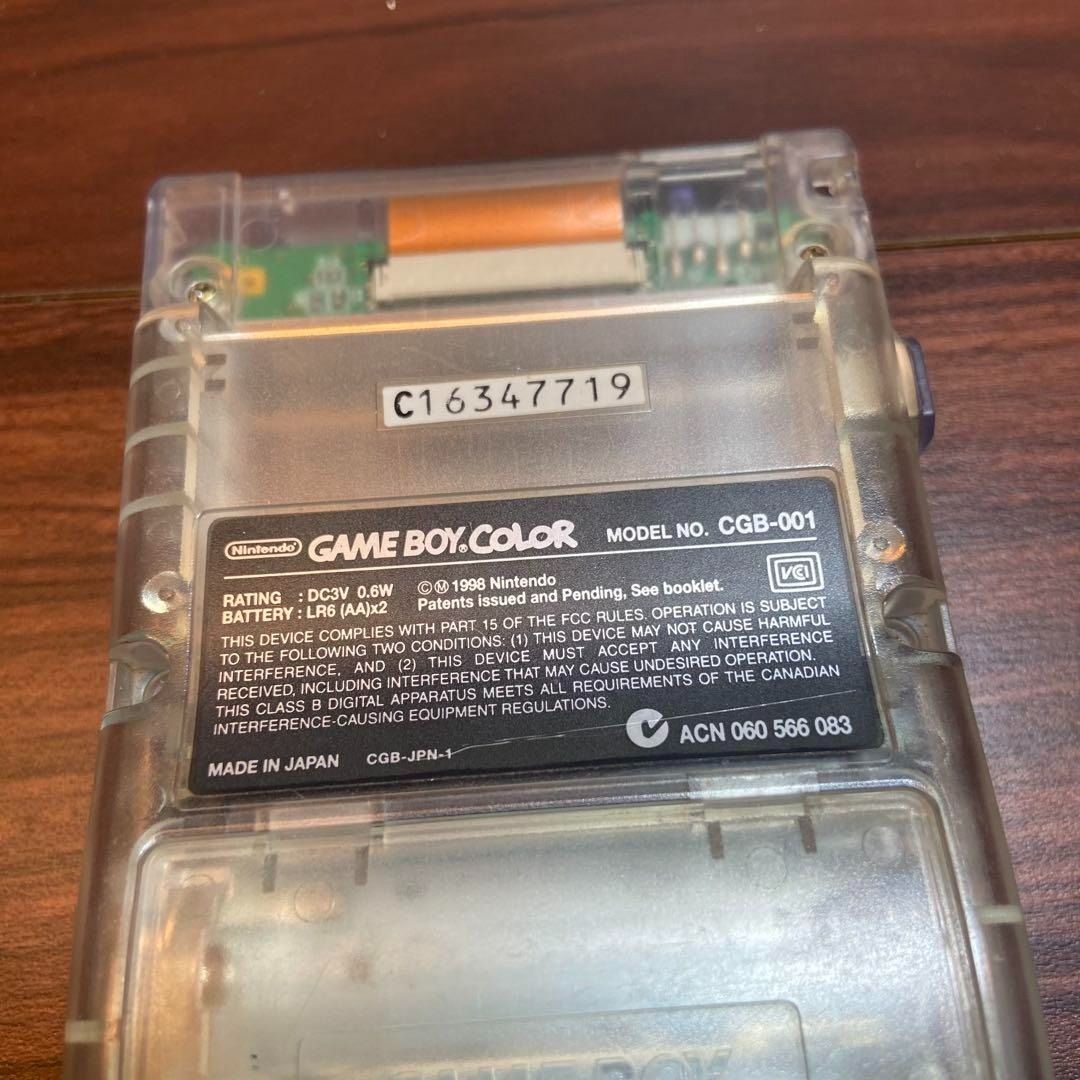 C16347719
Nintendo GAME BOY COLOR MODEL NO. CGB-001
RATING : DC3V 0.6W ©Ⓜ 1998 Nintendo
BATTERY : LR6 (AA)x2 Patents issued and Pending, See booklet.
VCI
THIS DEVICE COMPLIES WITH PART 15 OF THE FCC RULES. OPERATION IS SUBJECT
TO THE FOLLOWING TWO CONDITIONS: (1) THIS DEVICE MAY NOT CAUSE HARMFUL
INTERFERENCE, AND (2) THIS DEVICE MUST ACCEPT ANY INTERFERENCE
RECEIVED, INCLUDING INTERFERENCE THAT MAY CAUSE UNDESIRED OPERATION.
THIS CLASS B DIGITAL APPARATUS MEETS ALL REQUIREMENTS OF THE CANADIAN
INTERFERENCE-CAUSING EQUIPMENT REGULATIONS.
ACN 060 566 083
MADE IN JAPAN CGB-JPN-1
GAME BOY